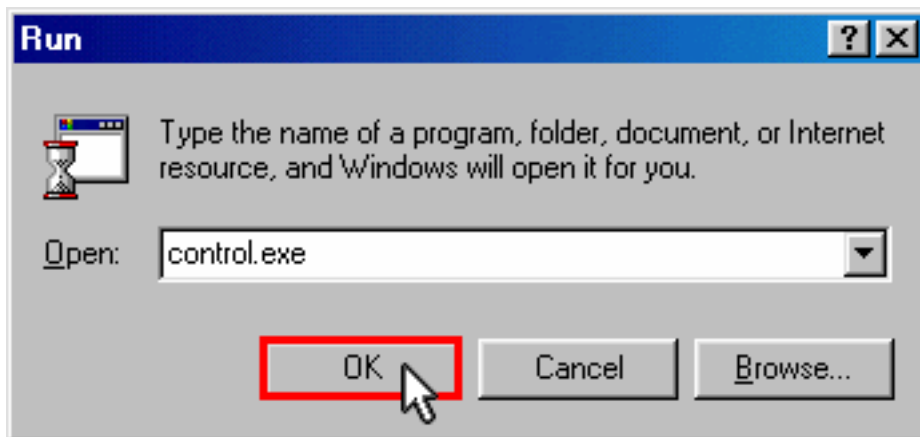 Run
Type the name of a program, folder, document, or Internet
resource, and Windows will open it for you.
Open: control.exe
OK Cancel Browse...